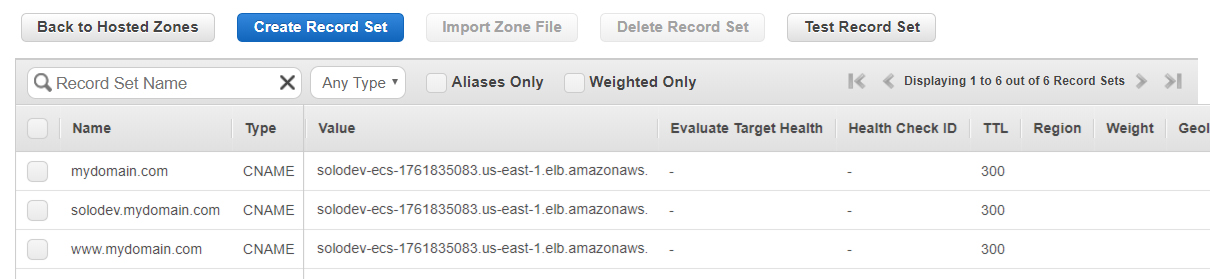 Back to Hosted Zones Create Record Set Import Zone File Delete Record Set Test Record Set
Record Set Name Any Type Aliases Only Weighted Only Displaying 1 to 6 out of 6 Record Sets
Name Type Value Evaluate Target Health Health Check ID TTL Region Weight Geol
mydomain.com CNAME solodev-ecs-1761835083.us-east-1.elb.amazonaws. - - 300
solodev.mydomain.com CNAME solodev-ecs-1761835083.us-east-1.elb.amazonaws. - - 300
www.mydomain.com CNAME solodev-ecs-1761835083.us-east-1.elb.amazonaws. - - 300